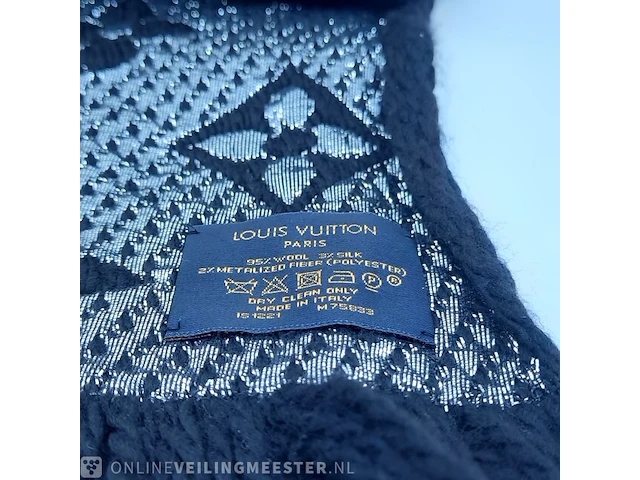 LOUIS VUITTON
PARIS
95% WOOL 3% SILK
2% METALIZED FIBER (POLYESTER)
P R
DRY CLEAN ONLY
MADE IN ITALY
IS1221 M75833
ONLINEVEILINGMEESTER.NL